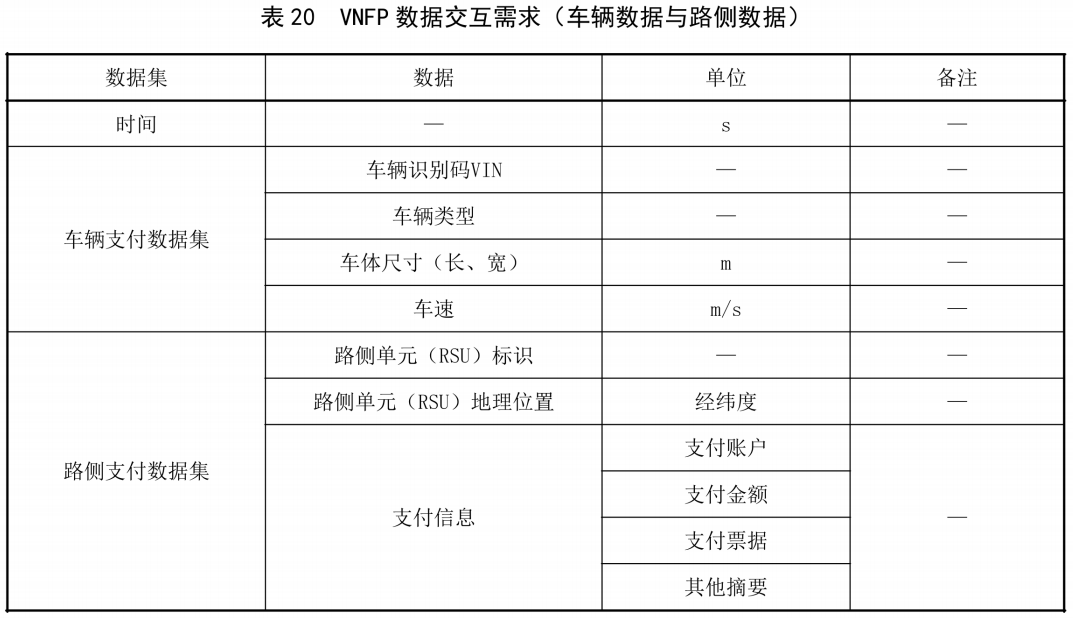 表 20 VNFP 数据交互需求（车辆数据与路侧数据）
数据集 数据 单位 备注
时间 — s —
车辆支付数据集
车辆识别码VIN — —
车辆类型 — —
车体尺寸（长、宽） m —
车速 m/s —
路侧支付数据集
路侧单元（RSU）标识 — —
路侧单元（RSU）地理位置 经纬度 —
支付信息
支付账户
支付金额
支付票据
其他摘要
—